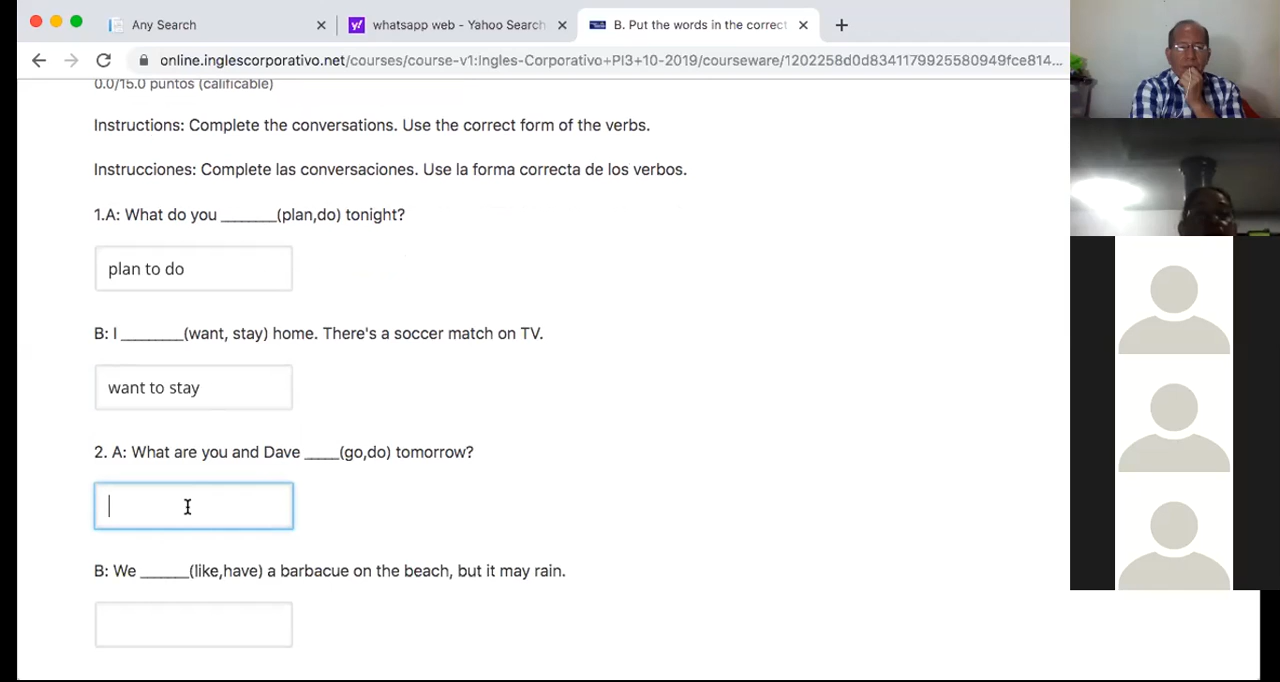 Any Search
whatsapp web - Yahoo Search
B. Put the words in the correct
online.inglescorporativo.net/courses/course-v1:Ingles-Corporativo+PI3+10-2019/courseware/1202258d0d8341179925580949fce814...
0.0/15.0 puntos (calificable)
Instructions: Complete the conversations. Use the correct form of the verbs.
Instrucciones: Complete las conversaciones. Use la forma correcta de los verbos.
1.A: What do you _______(plan,do) tonight?
plan to do
B: I ________(want, stay) home. There's a soccer match on TV.
want to stay
2. A: What are you and Dave ____(go,do) tomorrow?
B: We ______(like,have) a barbacue on the beach, but it may rain.